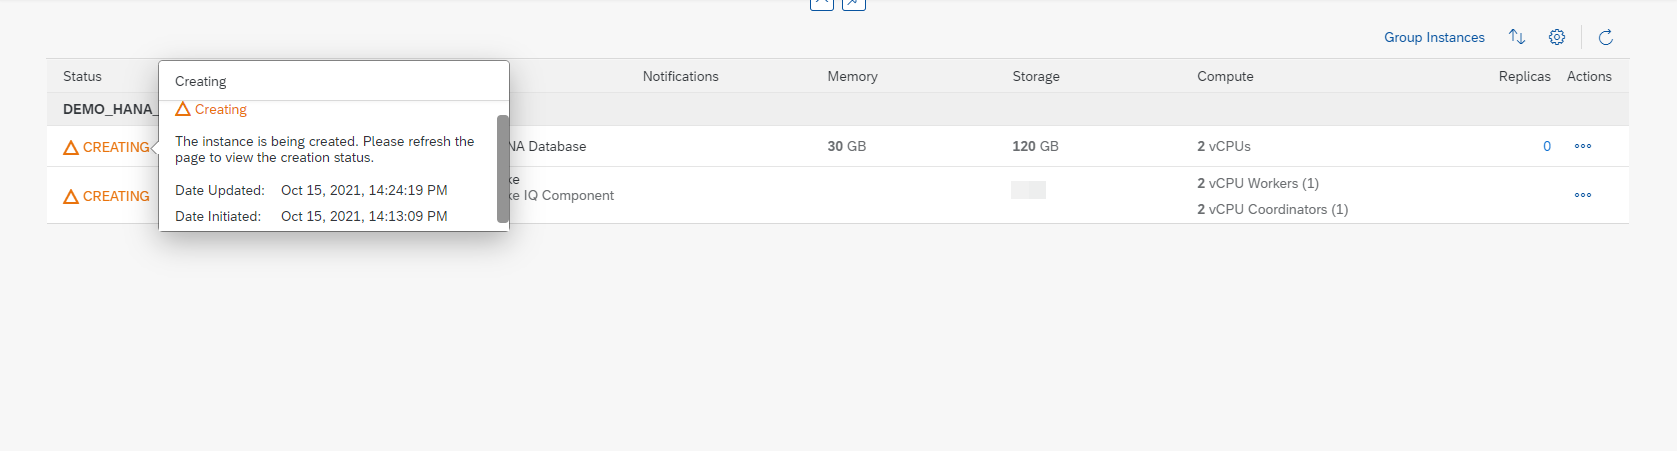 Group Instances
Status Notifications Memory Storage Compute Replicas Actions
Creating
DEMO_HANA_
Creating
CREATING NA Database 30 GB 120 GB 2 vCPUs 0
The instance is being created. Please refresh the
page to view the creation status.
CREATING ke IQ Component 2 vCPU Workers (1)
2 vCPU Coordinators (1)
Date Updated: Oct 15, 2021, 14:24:19 PM
Date Initiated: Oct 15, 2021, 14:13:09 PM